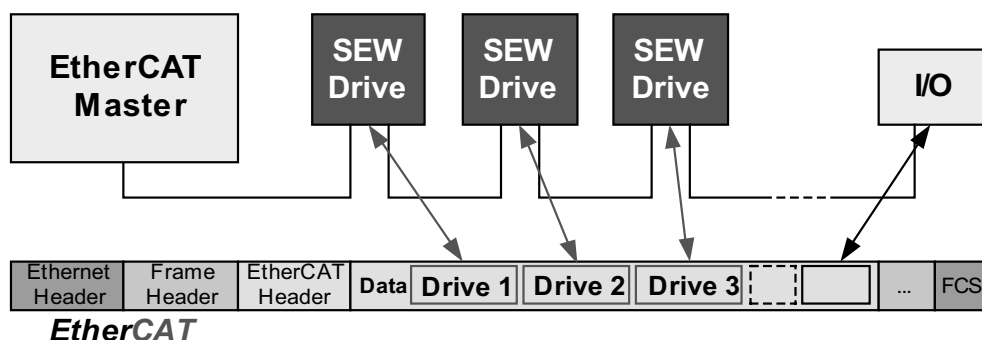 EtherCAT
Master
SEW
Drive
SEW
Drive
SEW
Drive
I/O
Ethernet
Header
Frame
Header
EtherCAT
Header
Data
Drive 1
Drive 2
Drive 3
...
FCS
EtherCAT